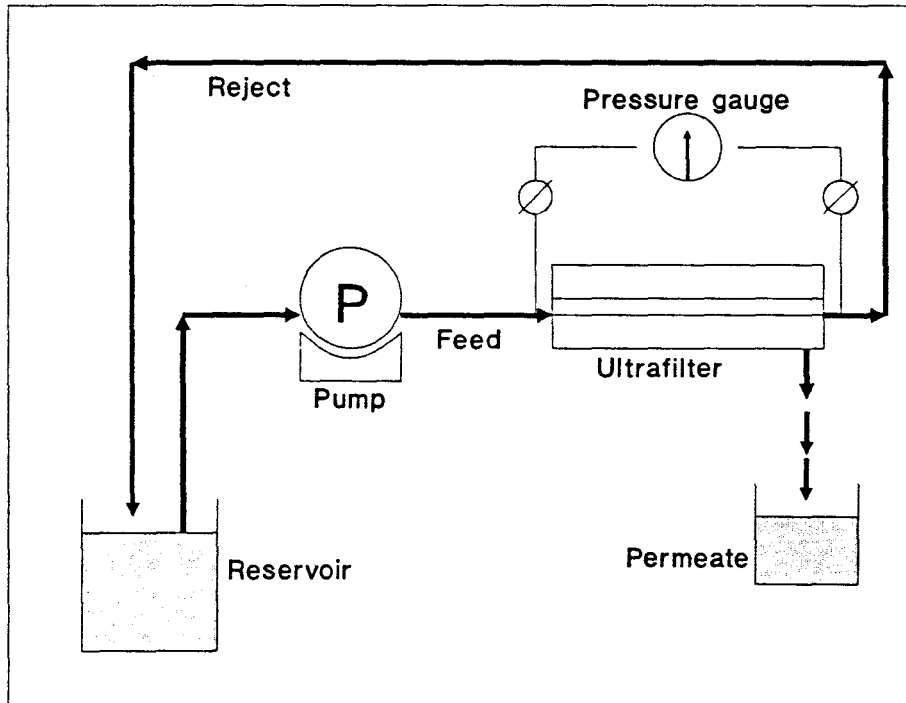 Reject
Pressure gauge
P
Feed
Ultrafilter
Pump
Reservoir
Permeate